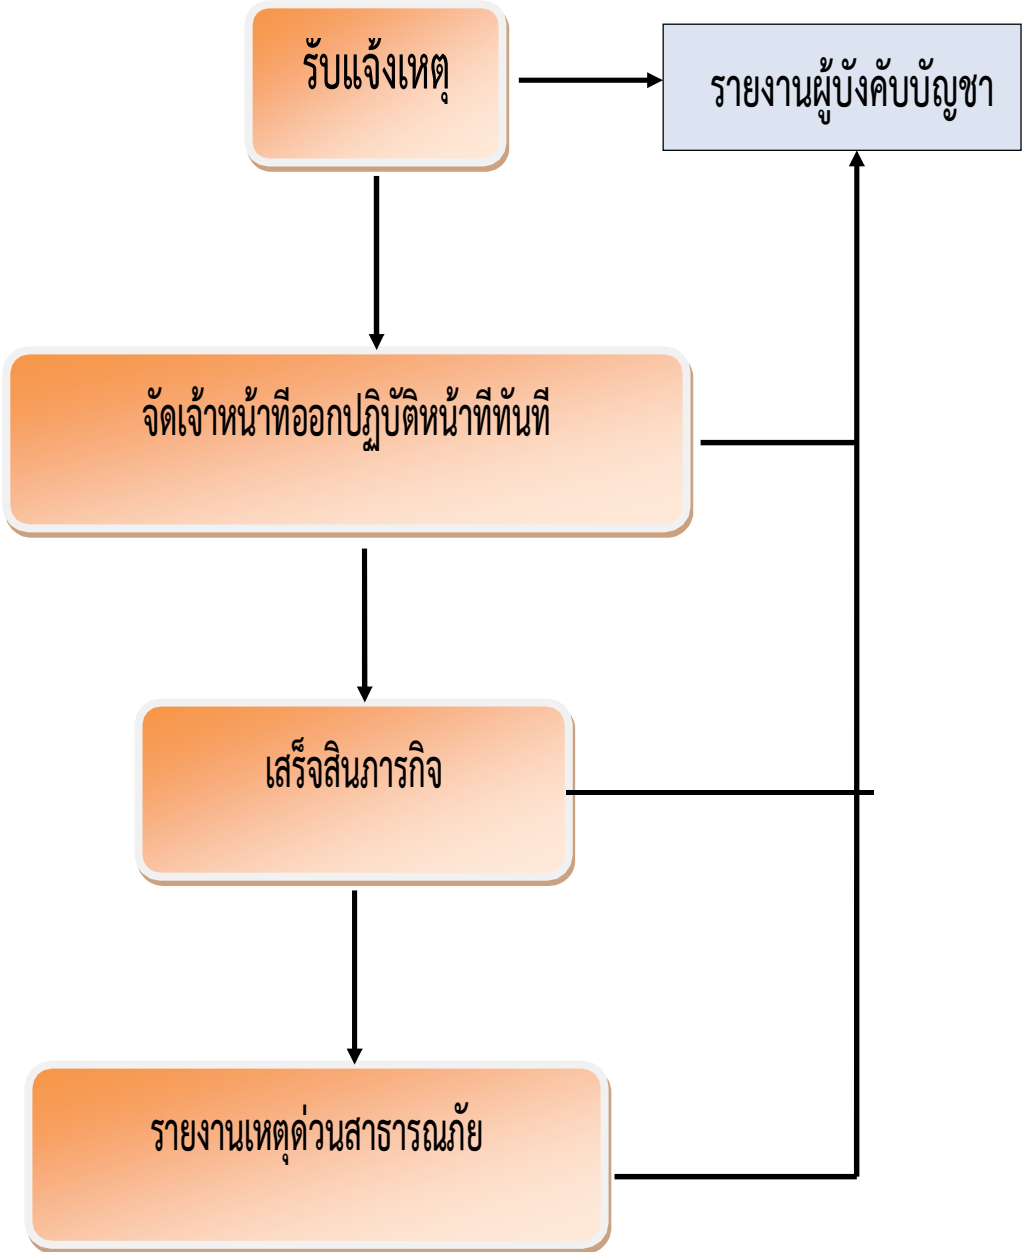 รับแจ้งเหตุ
รายงานผู้บังคับบัญชา
จัดเจ้าหน้าทีออกปฏิบัติหน้าทีทันที
เสร็จสินภารกิจ
รายงานเหตุด่วนสาธารณภัย